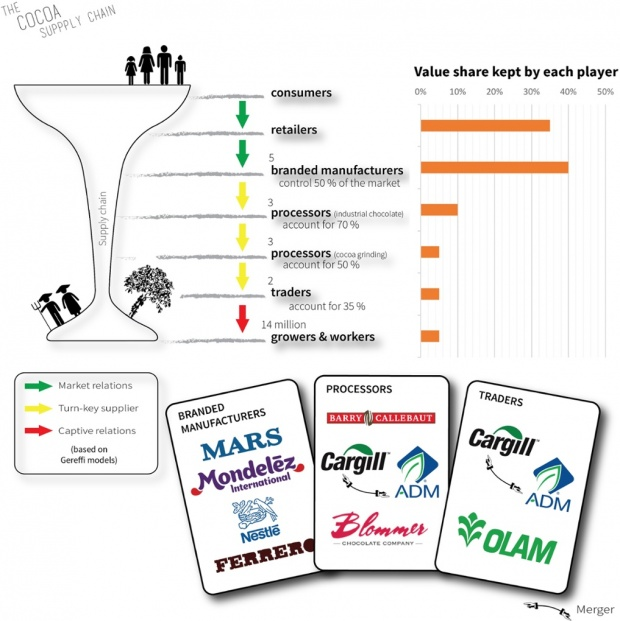 THE
COCOA
SUPPPLY CHAIN
Value share kept by each player
0% 10% 20% 30% 40% 50%
consumers
retailers
5
branded manufacturers
control 50 % of the market
3
processors (industrial chocolate)
account for 70 %
3
processors (cocoa grinding)
account for 50 %
2
traders
account for 35 %
14 million
growers & workers
Supply chain
Market relations
Turn-key supplier
Captive relations
(based on
Gereffi models)
BRANDED
MANUFACTURERS
MARS
Mondelēz
International
Nestlé
FERRERO
PROCESSORS
BARRY CALLEBAUT
Cargill
ADM
Blommer
CHOCOLATE COMPANY
TRADERS
Cargill
ADM
OLAM
Merger